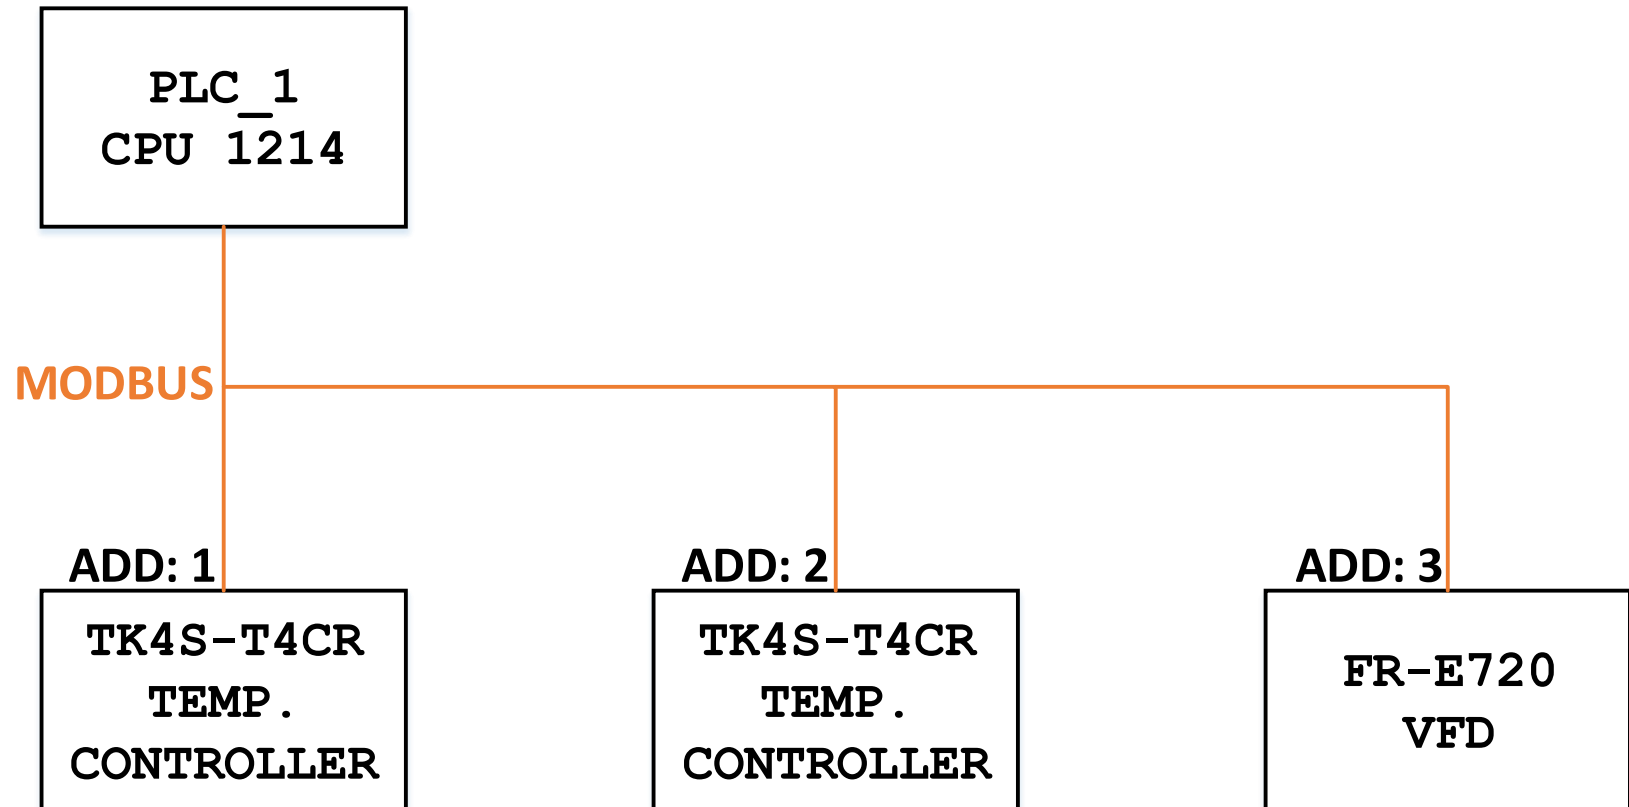 PLC_1
CPU 1214
MODBUS
ADD: 1
TK4S-T4CR
TEMP.
CONTROLLER
ADD: 2
TK4S-T4CR
TEMP.
CONTROLLER
ADD: 3
FR-E720
VFD